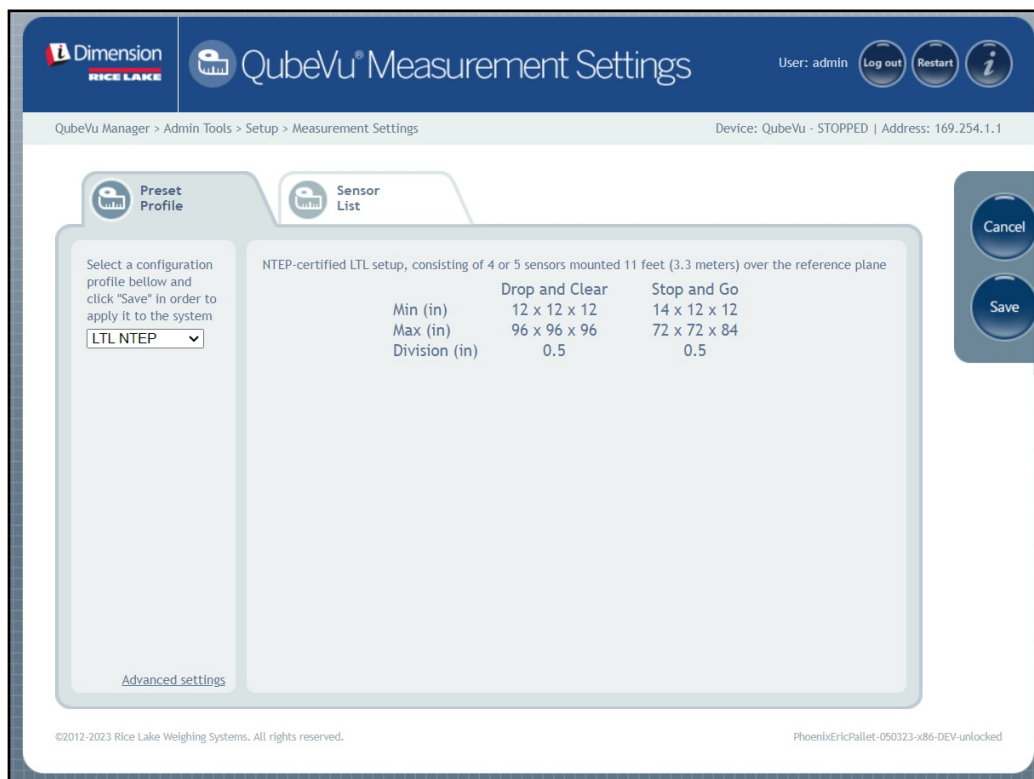 iDimension
RICE LAKE
QubeVu® Measurement Settings
User: admin
Log out
Restart
i
QubeVu Manager > Admin Tools > Setup > Measurement Settings
Device: QubeVu - STOPPED | Address: 169.254.1.1
Preset
Profile
Sensor
List
Cancel
Save
Select a configuration
profile bellow and
click "Save" in order to
apply it to the system
LTL NTEP
Advanced settings
NTEP-certified LTL setup, consisting of 4 or 5 sensors mounted 11 feet (3.3 meters) over the reference plane
Drop and Clear Stop and Go
Min (in) 12 x 12 x 12 14 x 12 x 12
Max (in) 96 x 96 x 96 72 x 72 x 84
Division (in) 0.5 0.5
©2012-2023 Rice Lake Weighing Systems. All rights reserved.
PhoenixEricPallet-050323-x86-DEV-unlocked